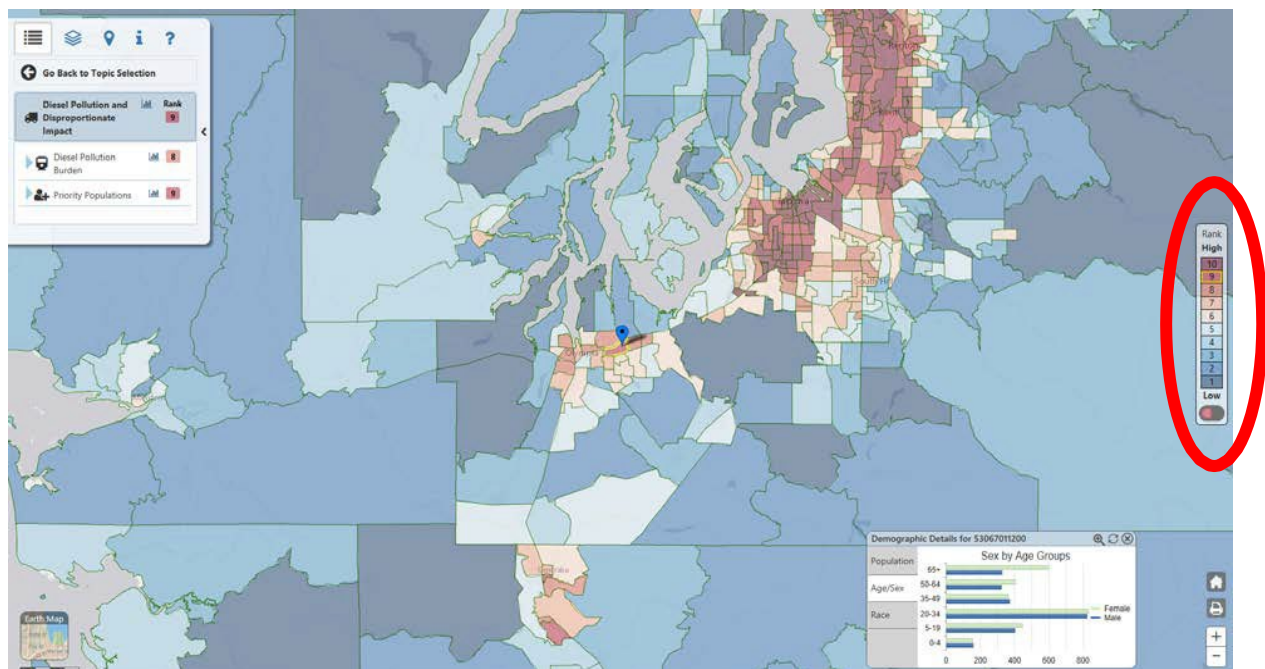 i ?
Go Back to Topic Selection
Diesel Pollution and
Disproportionate
Impact
Rank
9
Diesel Pollution
Burden
8
Priority Populations
9
Renton
Olympia
Centralia
Rank
High
10
9
8
7
6
5
4
3
2
1
Low
Demographic Details for 53067011200
Population
Age/Sex
Race
Sex by Age Groups
65+
50-64
35-49
20-34
5-19
0-4
0 200 400 600 800
Female
Male
Earth Map
+
−